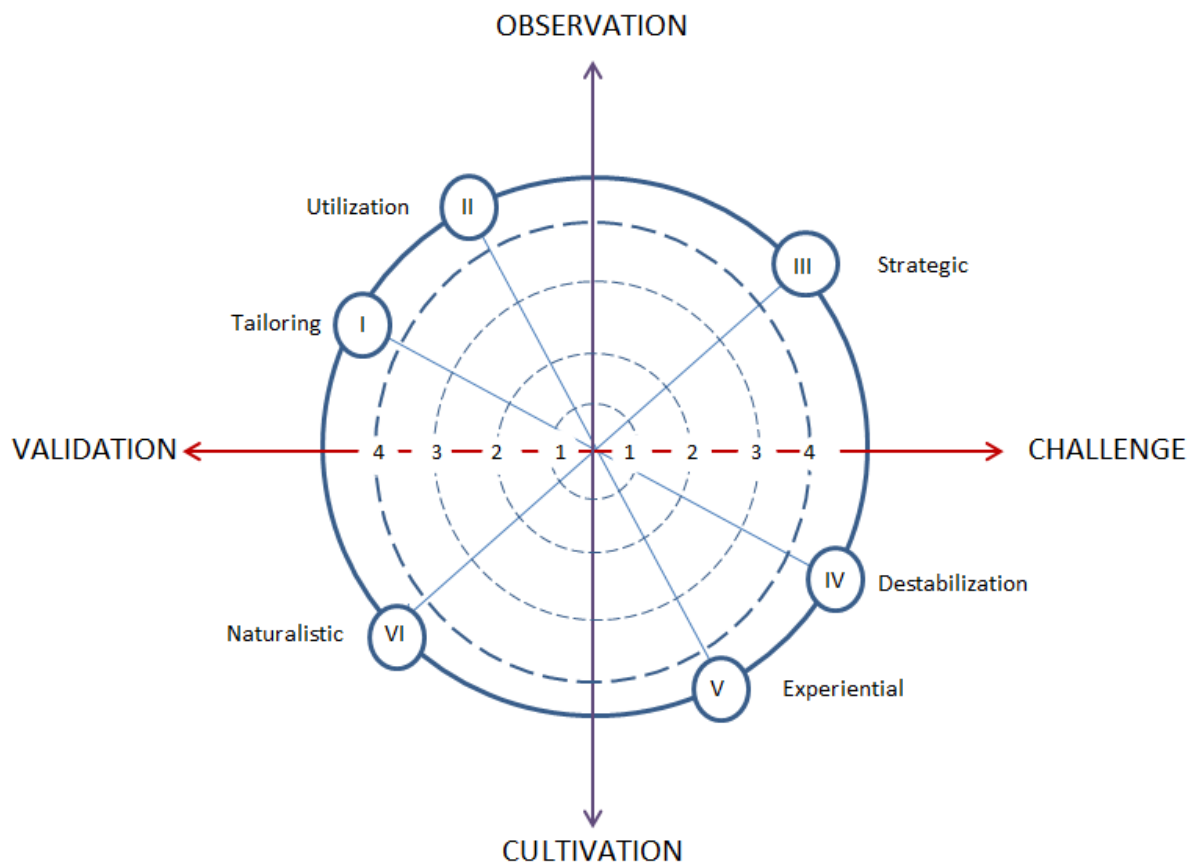 OBSERVATION
Utilization
II
III
Strategic
Tailoring
I
VALIDATION
4 3 2 1 1 2 3 4
CHALLENGE
IV
Destabilization
Naturalistic
VI
V
Experiential
CULTIVATION